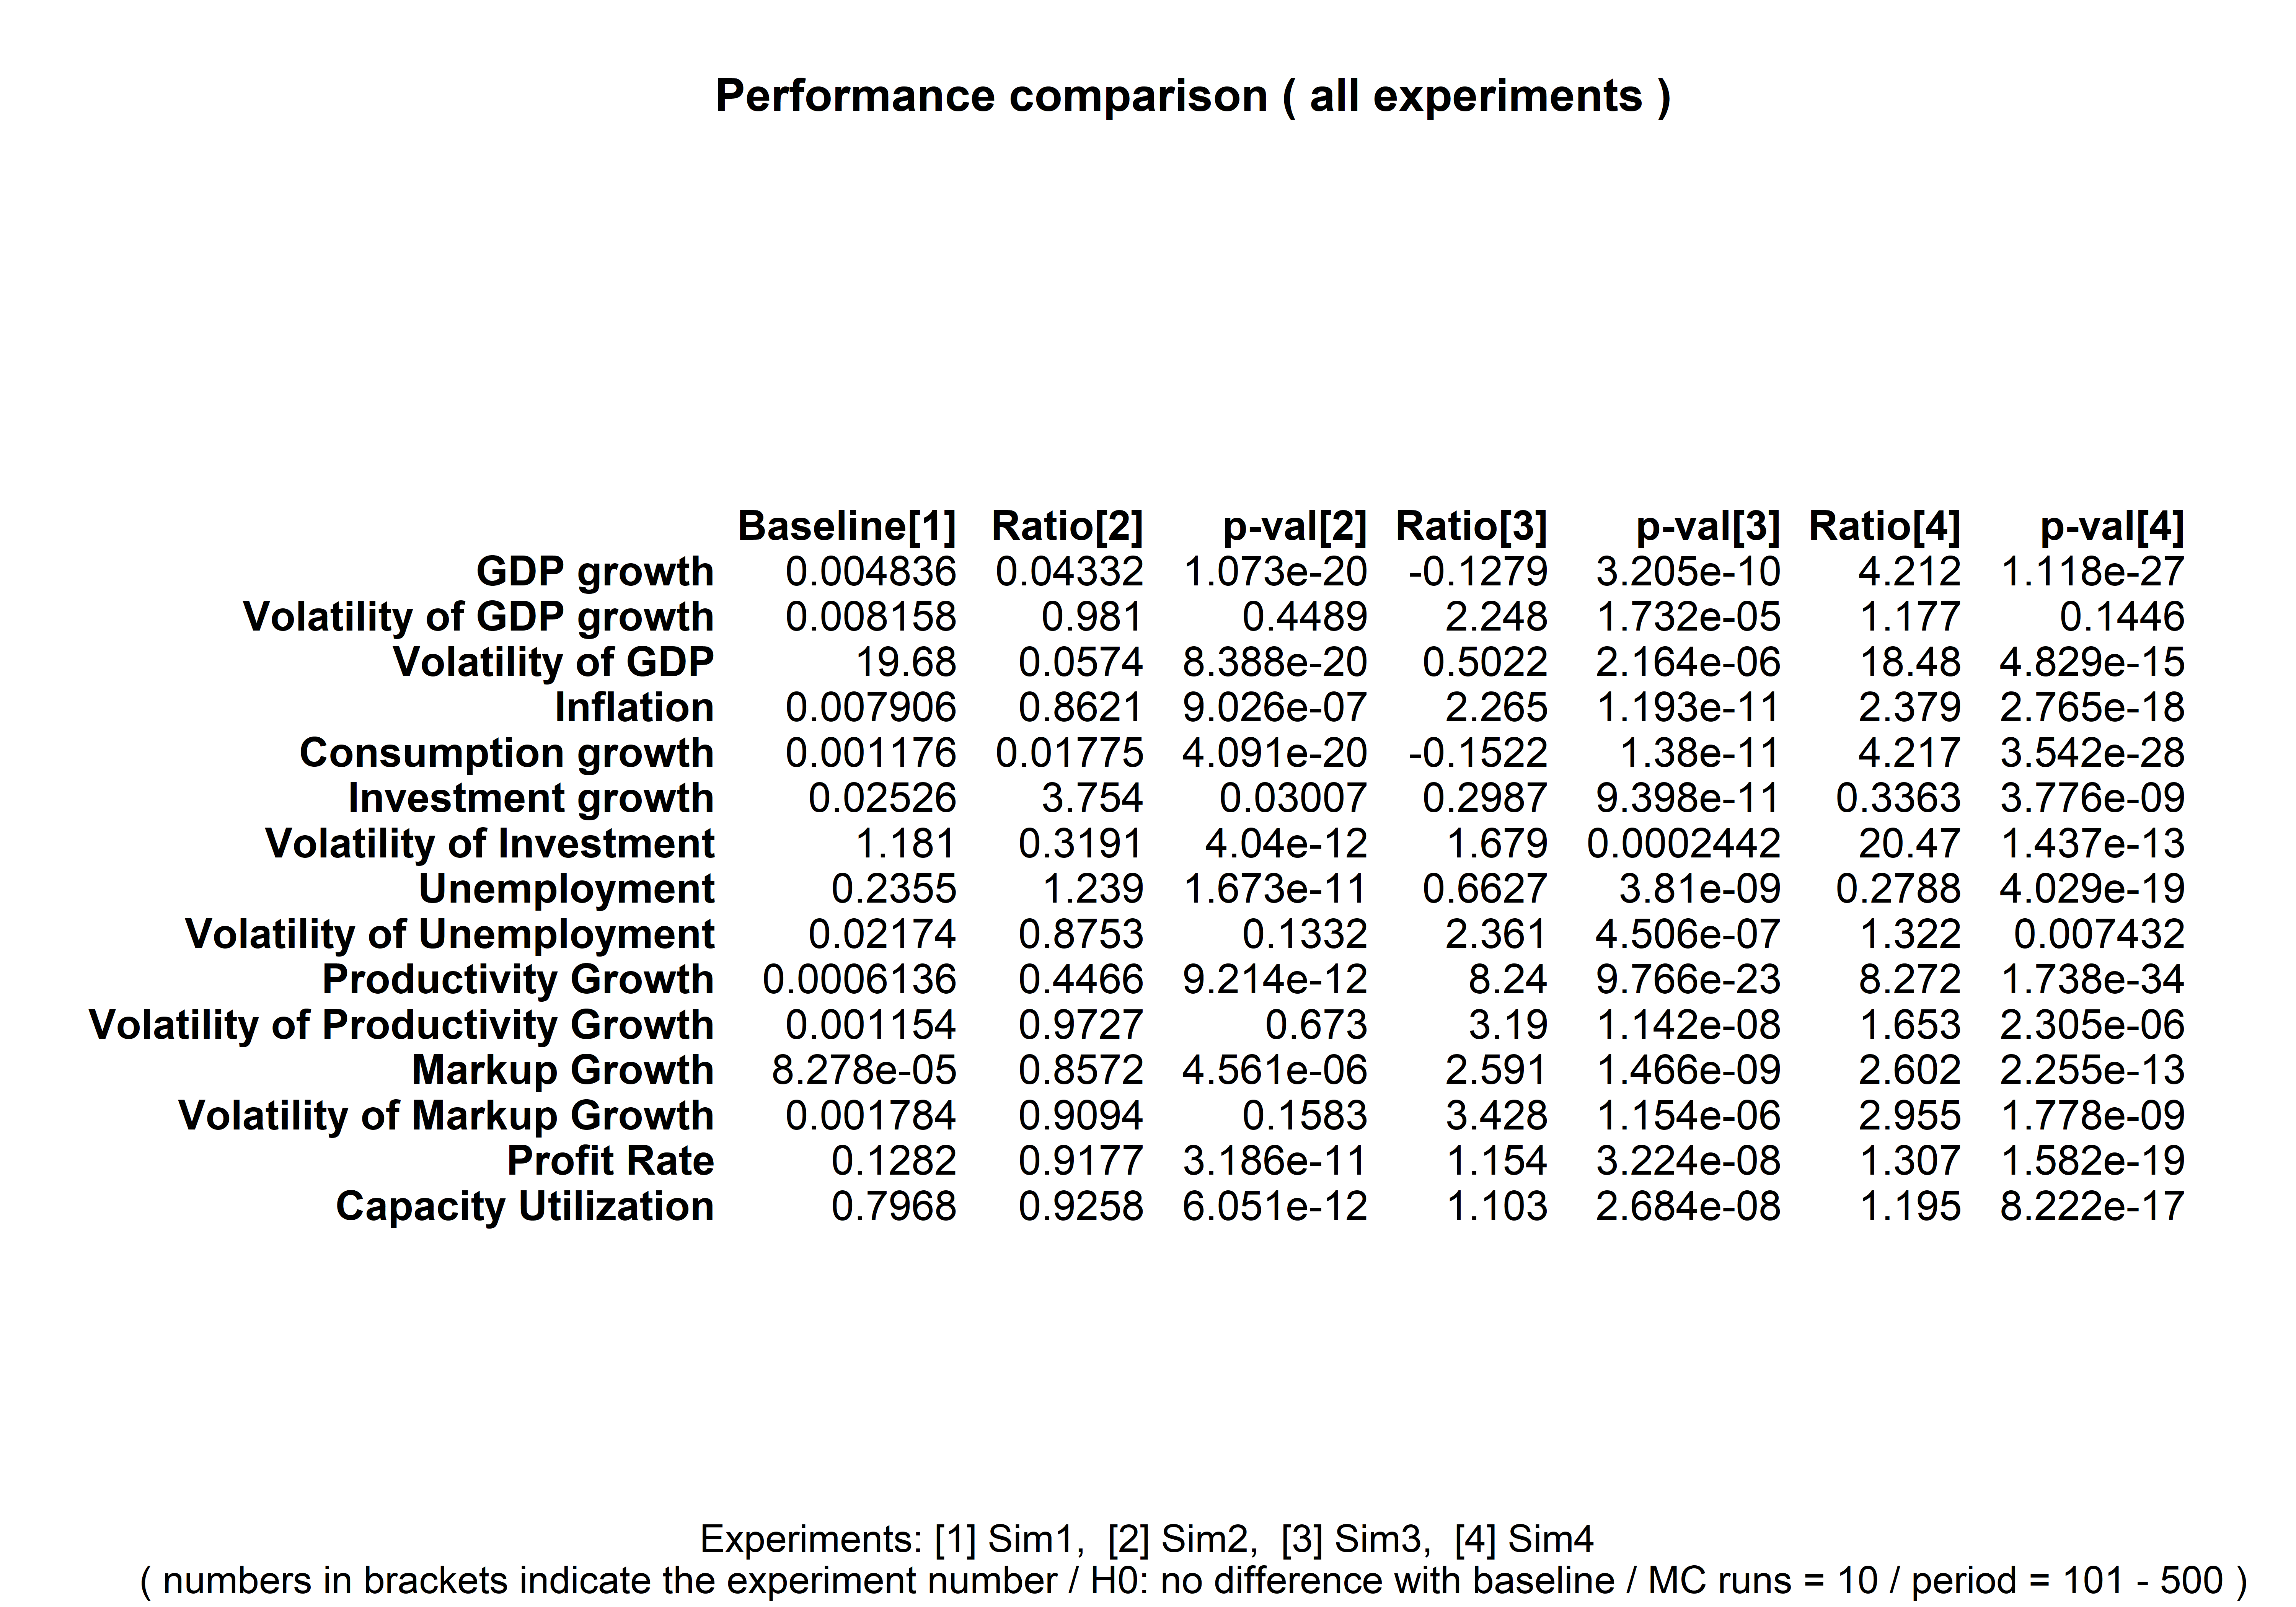 Performance comparison ( all experiments )
Baseline[1] Ratio[2] p-val[2] Ratio[3] p-val[3] Ratio[4] p-val[4]
GDP growth 0.004836 0.04332 1.073e-20 -0.1279 3.205e-10 4.212 1.118e-27
Volatility of GDP growth 0.008158 0.981 0.4489 2.248 1.732e-05 1.177 0.1446
Volatility of GDP 19.68 0.0574 8.388e-20 0.5022 2.164e-06 18.48 4.829e-15
Inflation 0.007906 0.8621 9.026e-07 2.265 1.193e-11 2.379 2.765e-18
Consumption growth 0.001176 0.01775 4.091e-20 -0.1522 1.38e-11 4.217 3.542e-28
Investment growth 0.02526 3.754 0.03007 0.2987 9.398e-11 0.3363 3.776e-09
Volatility of Investment 1.181 0.3191 4.04e-12 1.679 0.0002442 20.47 1.437e-13
Unemployment 0.2355 1.239 1.673e-11 0.6627 3.81e-09 0.2788 4.029e-19
Volatility of Unemployment 0.02174 0.8753 0.1332 2.361 4.506e-07 1.322 0.007432
Productivity Growth 0.0006136 0.4466 9.214e-12 8.24 9.766e-23 8.272 1.738e-34
Volatility of Productivity Growth 0.001154 0.9727 0.673 3.19 1.142e-08 1.653 2.305e-06
Markup Growth 8.278e-05 0.8572 4.561e-06 2.591 1.466e-09 2.602 2.255e-13
Volatility of Markup Growth 0.001784 0.9094 0.1583 3.428 1.154e-06 2.955 1.778e-09
Profit Rate 0.1282 0.9177 3.186e-11 1.154 3.224e-08 1.307 1.582e-19
Capacity Utilization 0.7968 0.9258 6.051e-12 1.103 2.684e-08 1.195 8.222e-17
Experiments: [1] Sim1, [2] Sim2, [3] Sim3, [4] Sim4
( numbers in brackets indicate the experiment number / H0: no difference with baseline / MC runs = 10 / period = 101 - 500 )